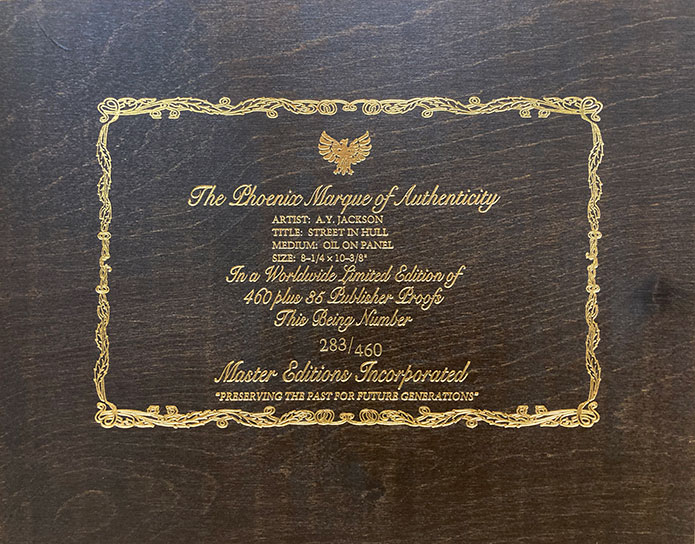 The Phoenix Marque of Authenticity
ARTIST: A.Y. JACKSON
TITLE: STREET IN HULL
MEDIUM: OIL ON PANEL
SIZE: 8-1/4 × 10-3/8"
In a Worldwide Limited Edition of
460 plus 85 Publisher Proofs
This Being Number
283/460
Master Editions Incorporated
"PRESERVING THE PAST FOR FUTURE GENERATIONS"